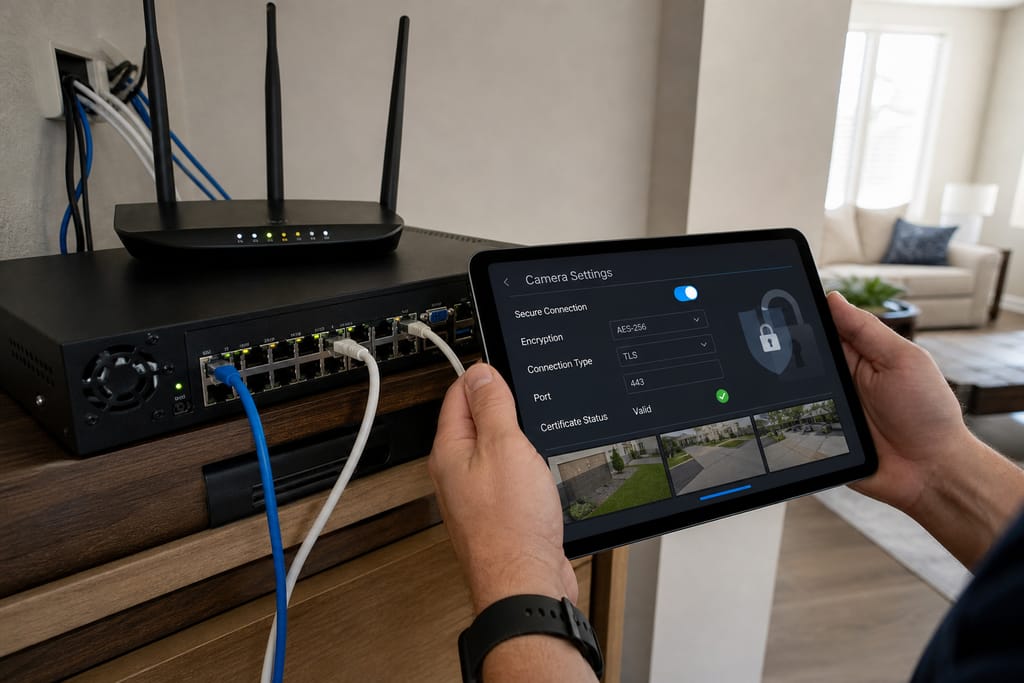 Camera Settings
Secure Connection
Encryption
AES-256
Connection Type
TLS
Port
443
Certificate Status
Valid